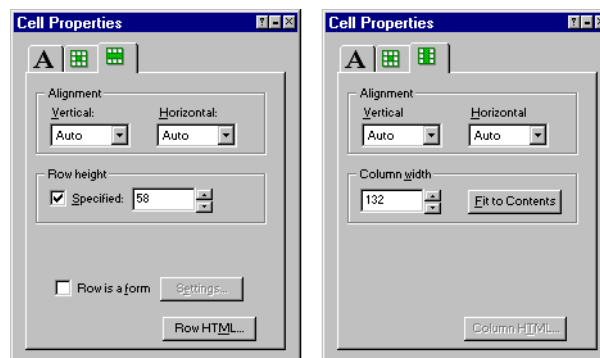 Cell Properties
A
Alignment
Vertical:
Horizontal:
Auto
Auto
Row height
Specified: 58
Row is a form
Settings...
Row HTML...
Cell Properties
A
Alignment
Vertical
Horizontal
Auto
Auto
Column width
132
Fit to Contents
Column HTML...